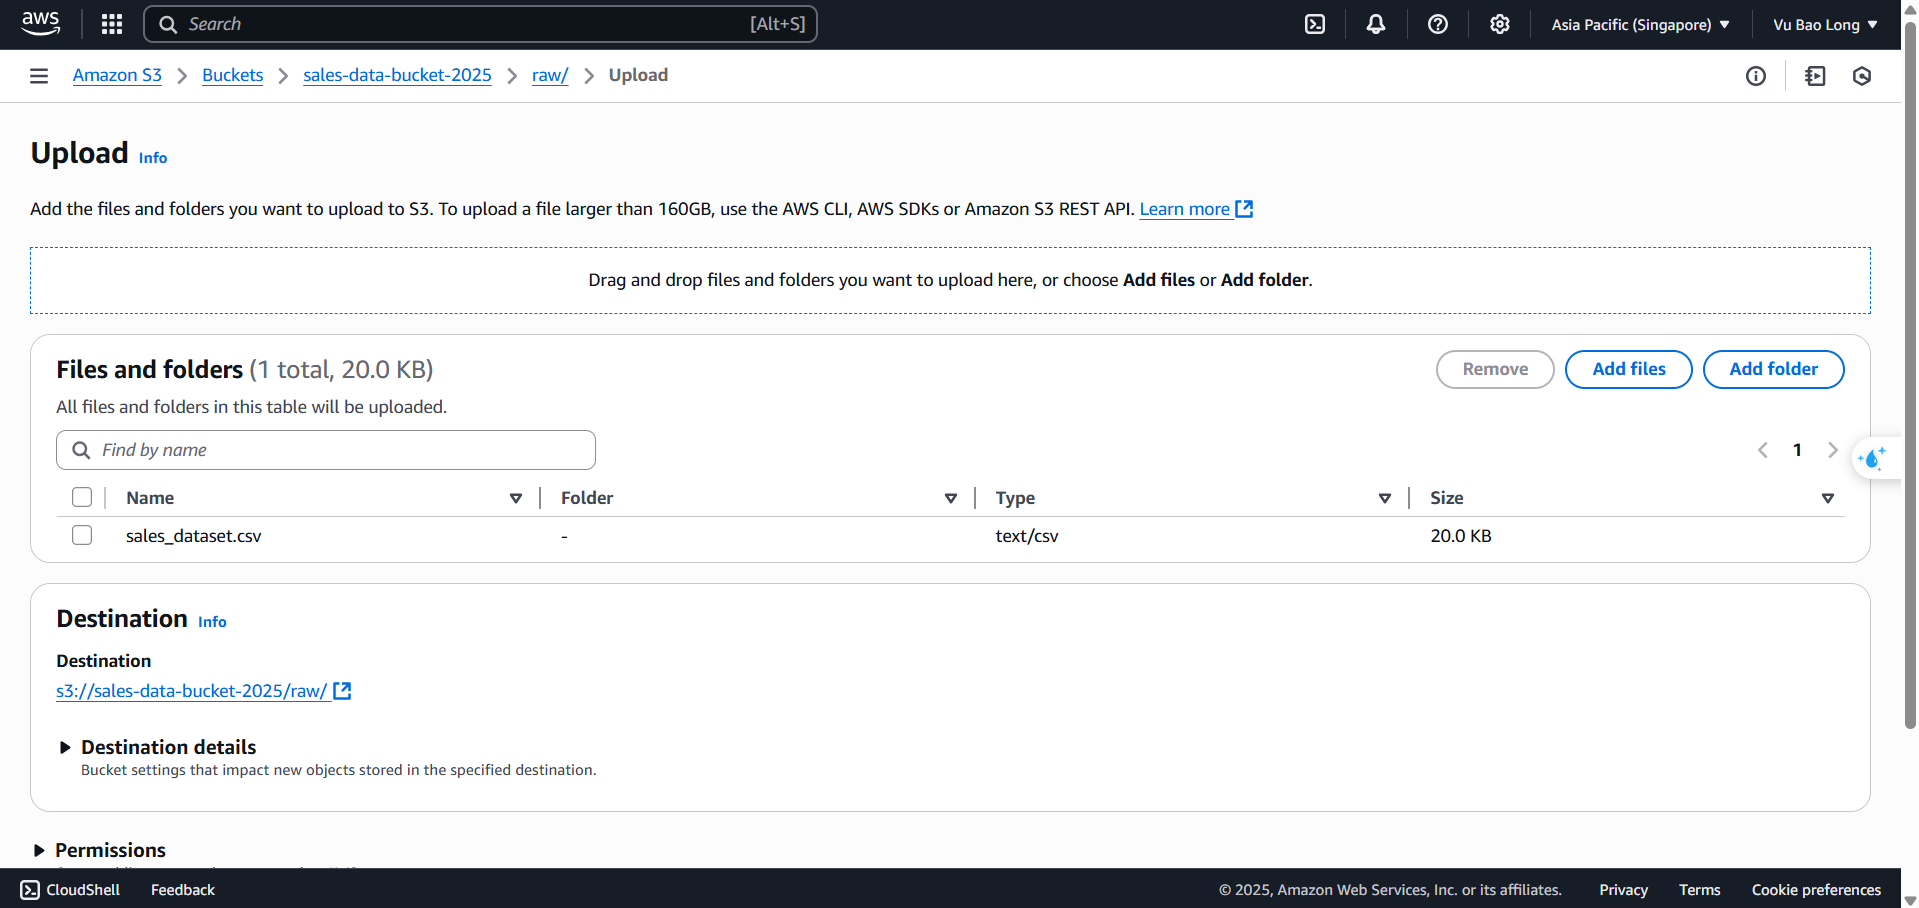 aws
Search [Alt+S]
Asia Pacific (Singapore)
Vu Bao Long
Amazon S3 > Buckets > sales-data-bucket-2025 > raw/ > Upload
Upload Info
Add the files and folders you want to upload to S3. To upload a file larger than 160GB, use the AWS CLI, AWS SDKs or Amazon S3 REST API. Learn more
Drag and drop files and folders you want to upload here, or choose Add files or Add folder.
Files and folders (1 total, 20.0 KB)
Remove Add files Add folder
All files and folders in this table will be uploaded.
Find by name
1
Name Folder Type Size
sales_dataset.csv - text/csv 20.0 KB
Destination Info
Destination
s3://sales-data-bucket-2025/raw/
Destination details
Bucket settings that impact new objects stored in the specified destination.
Permissions
CloudShell Feedback © 2025, Amazon Web Services, Inc. or its affiliates. Privacy Terms Cookie preferences